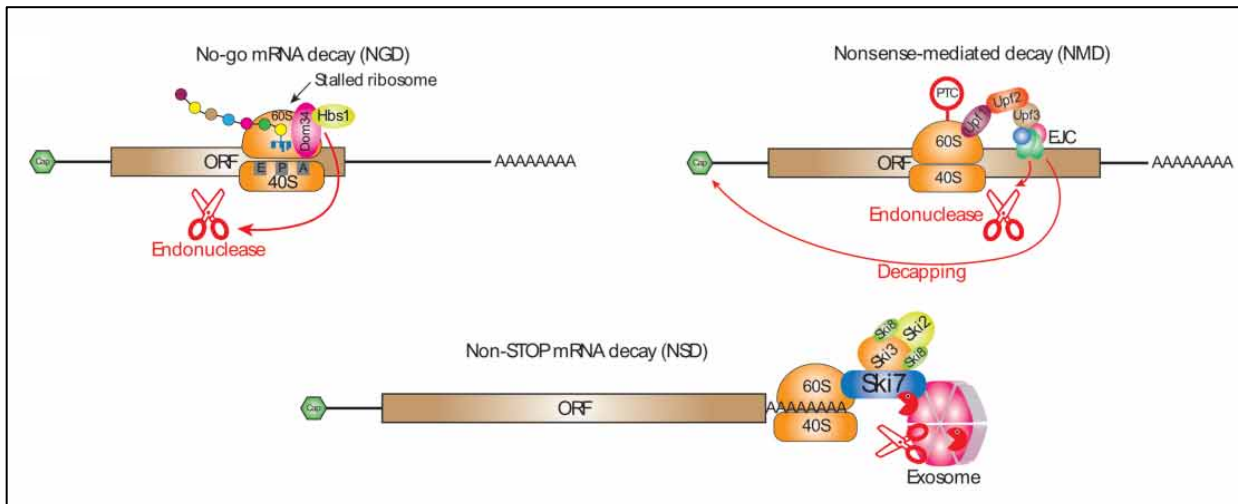 No-go mRNA decay (NGD)
Stalled ribosome
60S
Dom34
Hbs1
Cap
ORF
E P A
40S
AAAAAAAA
Endonuclease
Nonsense-mediated decay (NMD)
PTC
Upf1
Upf2
Upf3
EJC
60S
Cap
ORF
40S
AAAAAAAA
Endonuclease
Decapping
Non-STOP mRNA decay (NSD)
Ski8
Ski2
Ski3
Ski8
60S
Ski7
Cap
ORF
AAAAAAAA
40S
Exosome